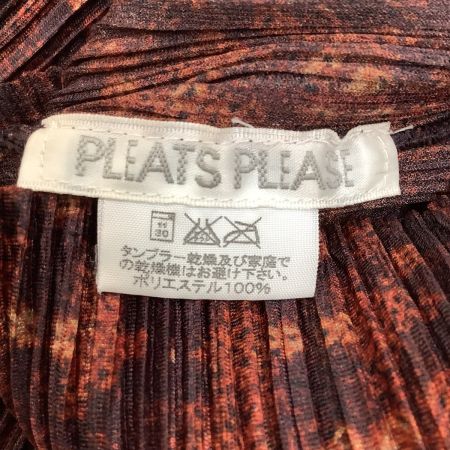 PLEATS PLEASE
タンブラー乾燥及び家庭で
の乾燥機はお避け下さい。
ポリエステル100%